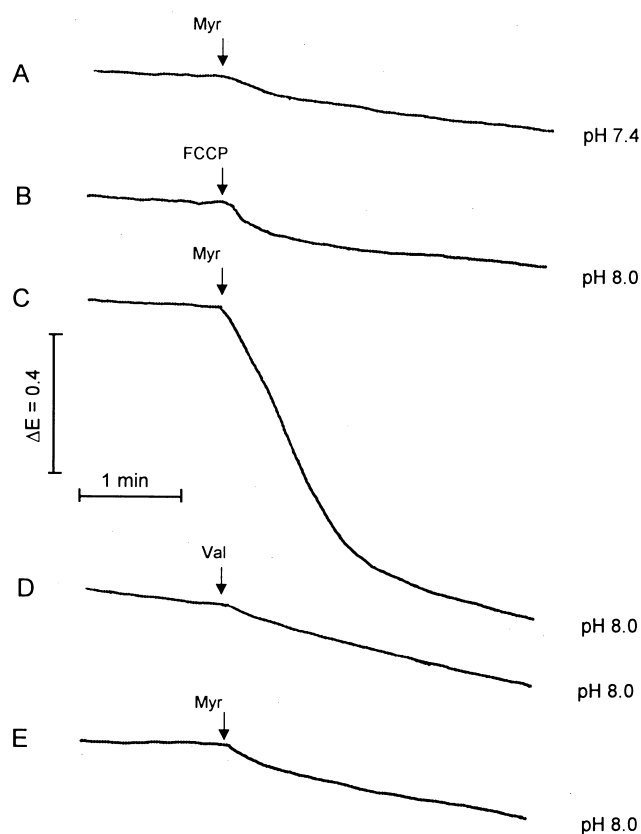 Myr
A
pH 7.4
FCCP
B
pH 8.0
Myr
C
ΔE = 0.4
1 min
pH 8.0
Val
D
pH 8.0
Myr
E
pH 8.0